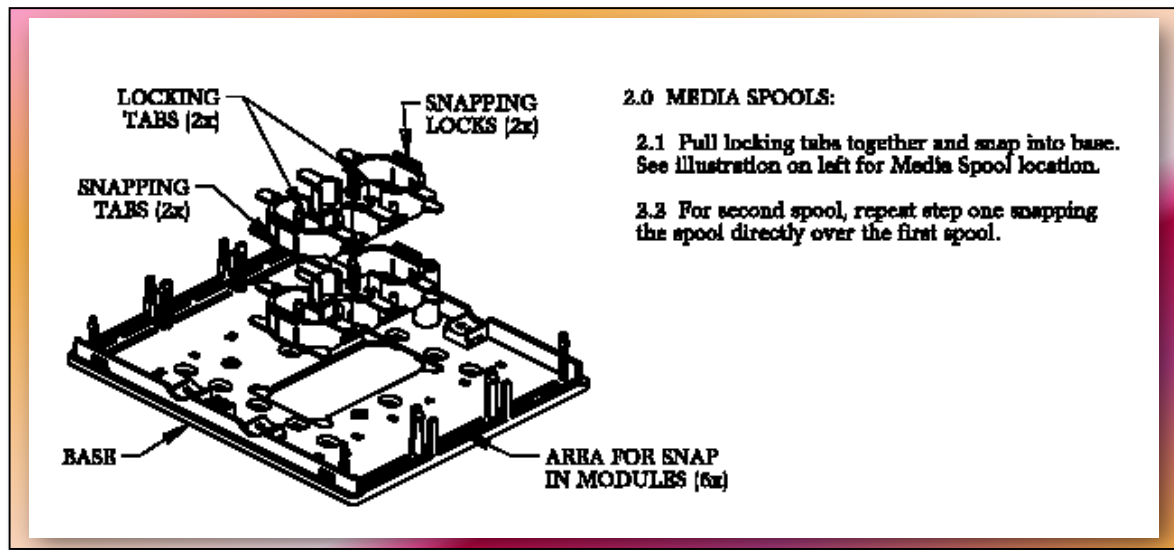 LOCKING
TABS (2x)
SNAPPING
LOCKS (2x)
SNAPPING
TABS (2x)
BASE
AREA FOR SNAP
IN MODULES (6x)
2.0 MEDIA SPOOLS:
2.1 Pull locking tabs together and snap into base.
See illustration on left for Media Spool location.
2.2 For second spool, repeat step one snapping
the spool directly over the first spool.